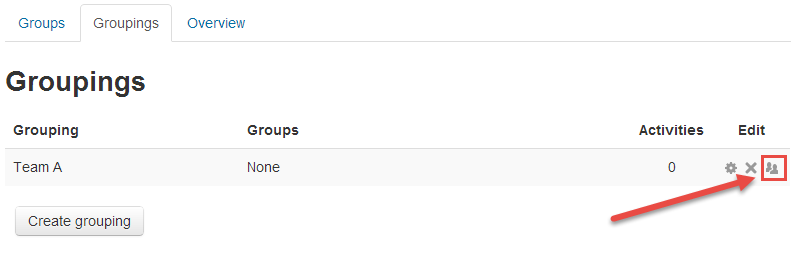 Groups Groupings Overview
Groupings
Grouping Groups Activities Edit
Team A None 0
Create grouping